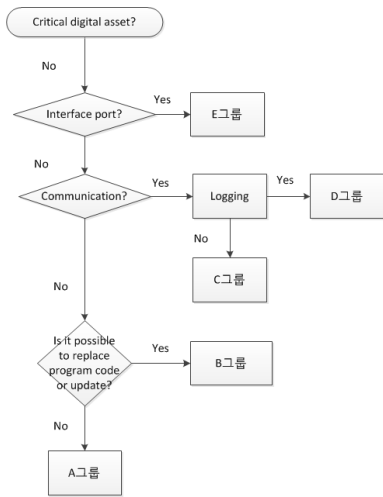 Critical digital asset?
No
Yes
Interface port?
E그룹
No
Yes
Yes
Communication?
Logging
D그룹
No
C그룹
No
Is it possible
to replace
program code
or update?
Yes
B그룹
No
A그룹